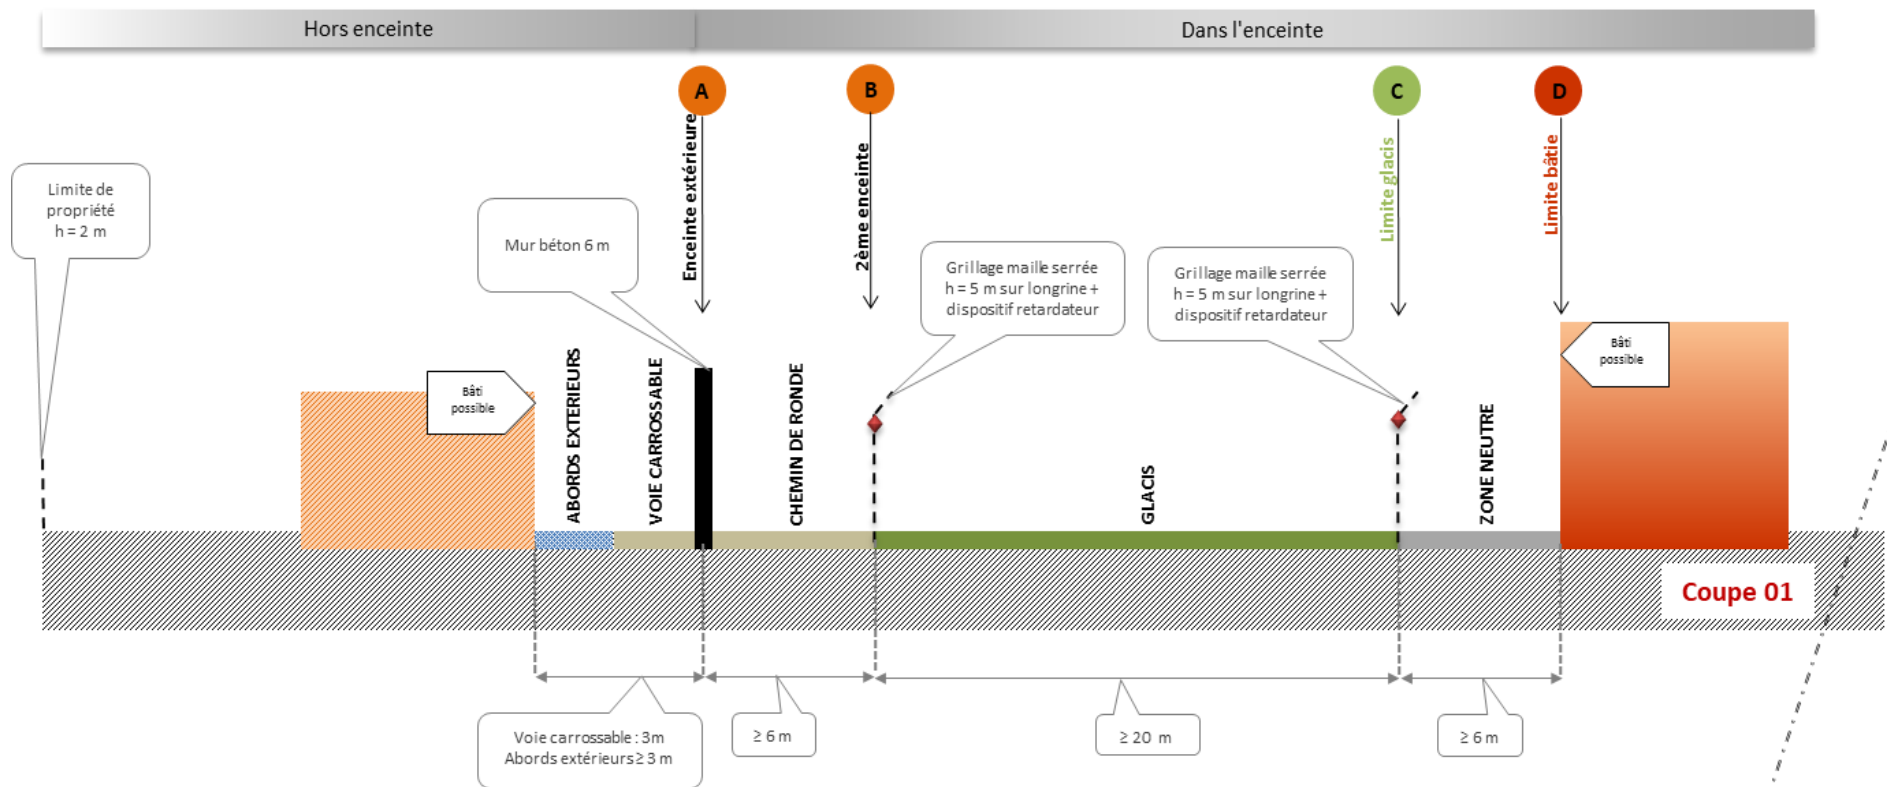 Hors enceinte
Dans l'enceinte
A
B
C
D
Enceinte extérieure
2ème enceinte
Limite glacis
Limite bâtie
Limite de
propriété
h = 2 m
Mur béton 6 m
Grillage maille serrée
h = 5 m sur longrine +
dispositif retardateur
Grillage maille serrée
h = 5 m sur longrine +
dispositif retardateur
Bâti
possible
Bâti
possible
ABORDS EXTERIEURS
VOIE CARROSSABLE
CHEMIN DE RONDE
GLACIS
ZONE NEUTRE
Coupe 01
Voie carrossable : 3m
Abords extérieurs ≥ 3 m
≥ 6 m
≥ 20 m
≥ 6 m